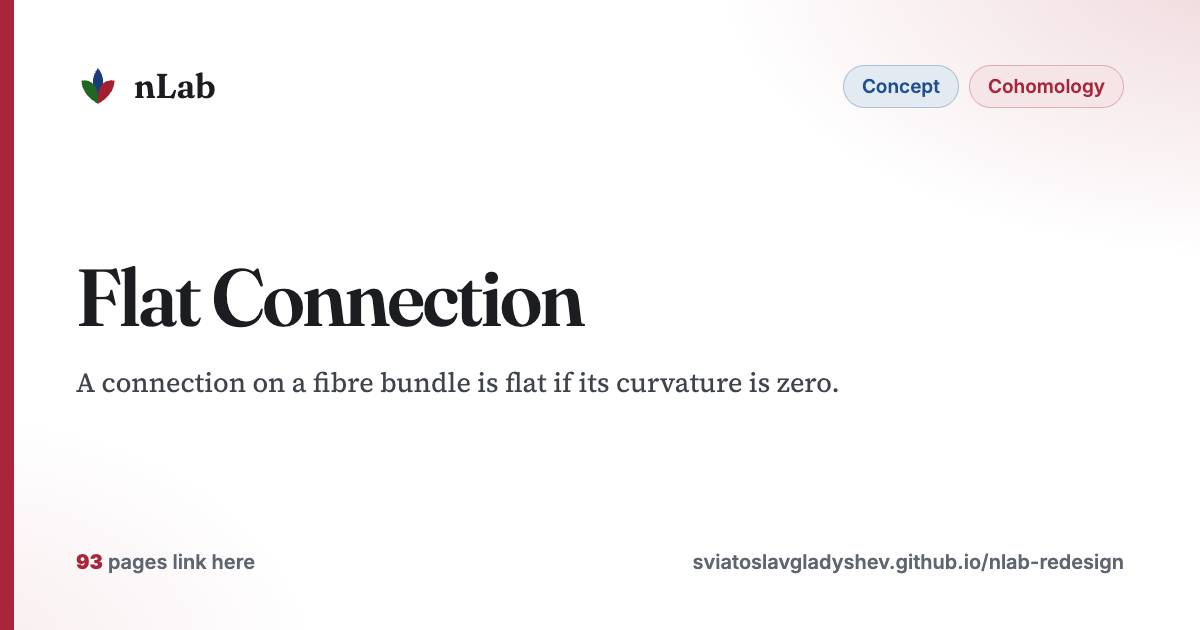 nLab
Concept
Cohomology
Flat Connection
A connection on a fibre bundle is flat if its curvature is zero.
93 pages link here
sviatoslavgladyshev.github.io/nlab-redesign